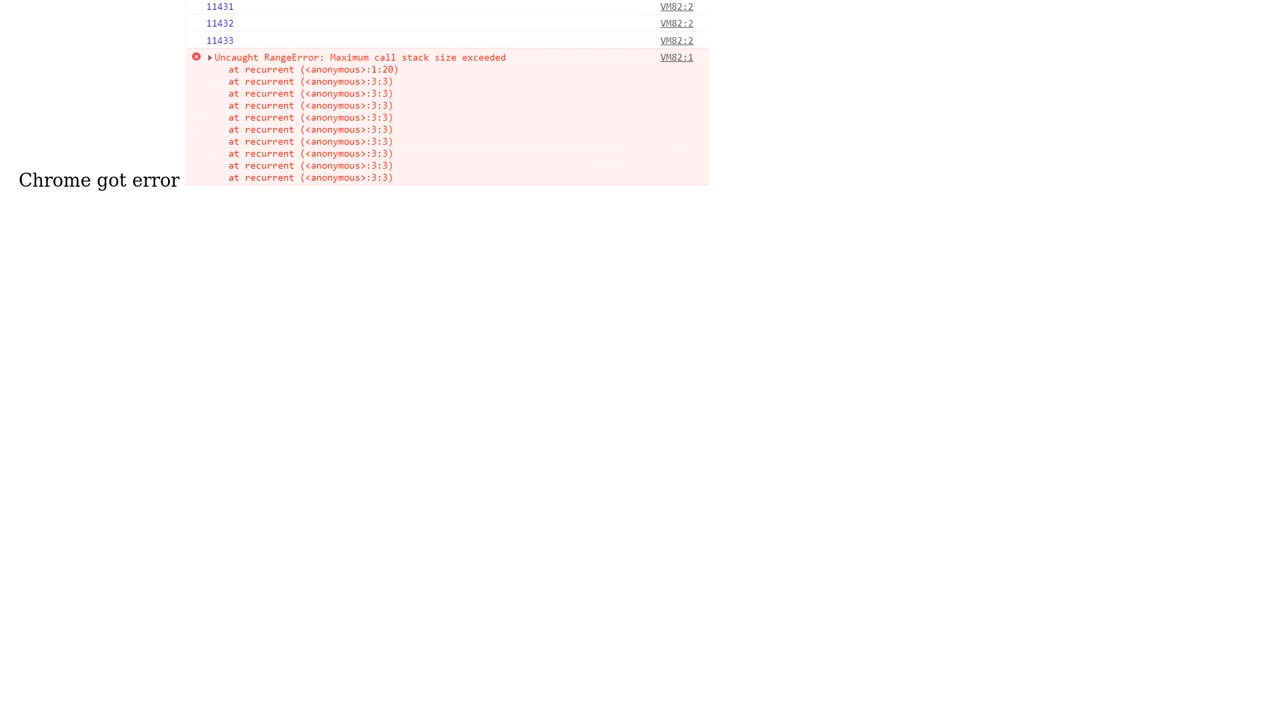 11431 VM82:2
11432 VM82:2
11433 VM82:2
Uncaught RangeError: Maximum call stack size exceeded VM82:1
at recurrent (<anonymous>:1:20)
at recurrent (<anonymous>:3:3)
at recurrent (<anonymous>:3:3)
at recurrent (<anonymous>:3:3)
at recurrent (<anonymous>:3:3)
at recurrent (<anonymous>:3:3)
at recurrent (<anonymous>:3:3)
at recurrent (<anonymous>:3:3)
at recurrent (<anonymous>:3:3)
at recurrent (<anonymous>:3:3)
Chrome got error